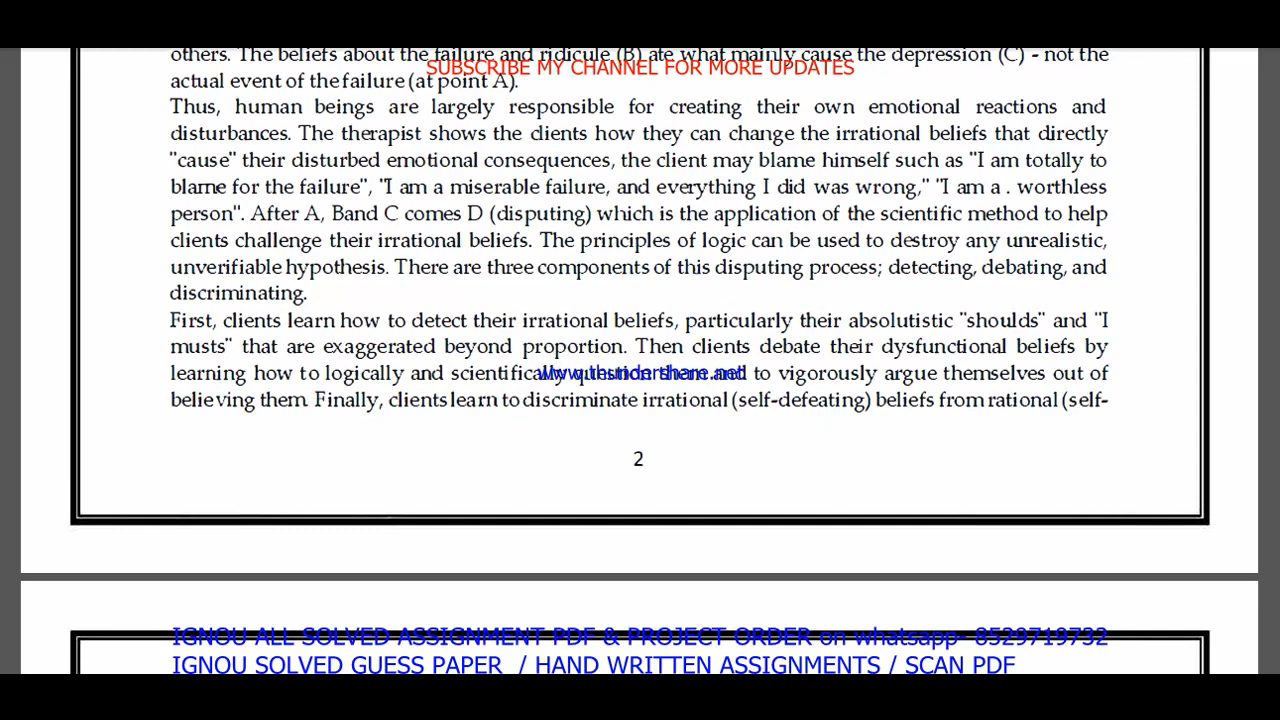 others. The beliefs about the failure and ridicule (B) ate what mainly cause the depression (C) - not the
SUBSCRIBE MY CHANNEL FOR MORE UPDATES
actual event of the failure (at point A).
Thus, human beings are largely responsible for creating their own emotional reactions and
disturbances. The therapist shows the clients how they can change the irrational beliefs that directly
"cause" their disturbed emotional consequences, the client may blame himself such as "I am totally to
blarne for the failure", "I am a miserable failure, and everything I did was wrong," "I am a . worthless
person". After A, Band C comes D (disputing) which is the application of the scientific method to help
clients challenge their irrational beliefs. The principles of logic can be used to destroy any unrealistic,
unverifiable hypothesis. There are three components of this disputing process; detecting, debating, and
discriminating.
First, clients learn how to detect their irrational beliefs, particularly their absolutistic "shoulds" and "I
musts" that are exaggerated beyond proportion. Then clients debate their dysfunctional beliefs by
learning how to logically and scientifically question them and to vigorously argue themselves out of
www.thundershare.net
believing them. Finally, clients learn to discriminate irrational (self-defeating) beliefs from rational (self-
2
IGNOU ALL SOLVED ASSIGNMENT PDF & PROJECT ORDER on whatsapp- 8529719732
IGNOU SOLVED GUESS PAPER / HAND WRITTEN ASSIGNMENTS / SCAN PDF